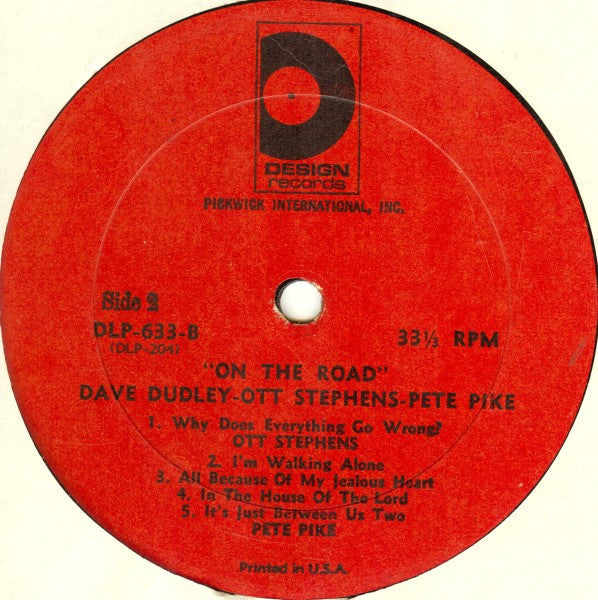 DESIGN
records
PICKWICK INTERNATIONAL, INC.
Side 2
DLP-633-B
33⅓ RPM
(DLP-204)
"ON THE ROAD"
DAVE DUDLEY-OTT STEPHENS-PETE PIKE
1. Why Does Everything Go Wrong?
OTT STEPHENS
2. I'm Walking Alone
3. All Because Of My Jealous Heart
4. In The House Of The Lord
5. It's Just Between Us Two
PETE PIKE
Printed in U.S.A.